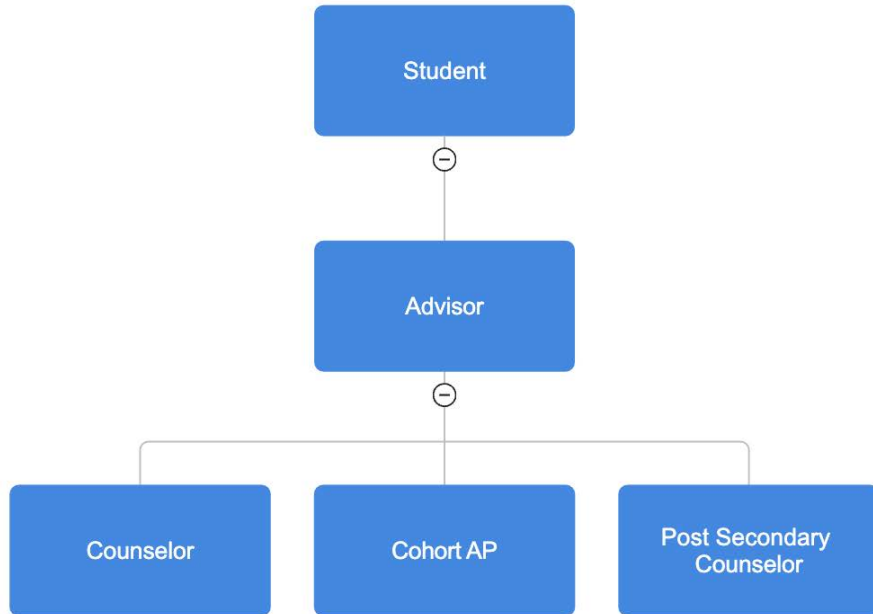 Student
Advisor
Counselor
Cohort AP
Post Secondary
Counselor